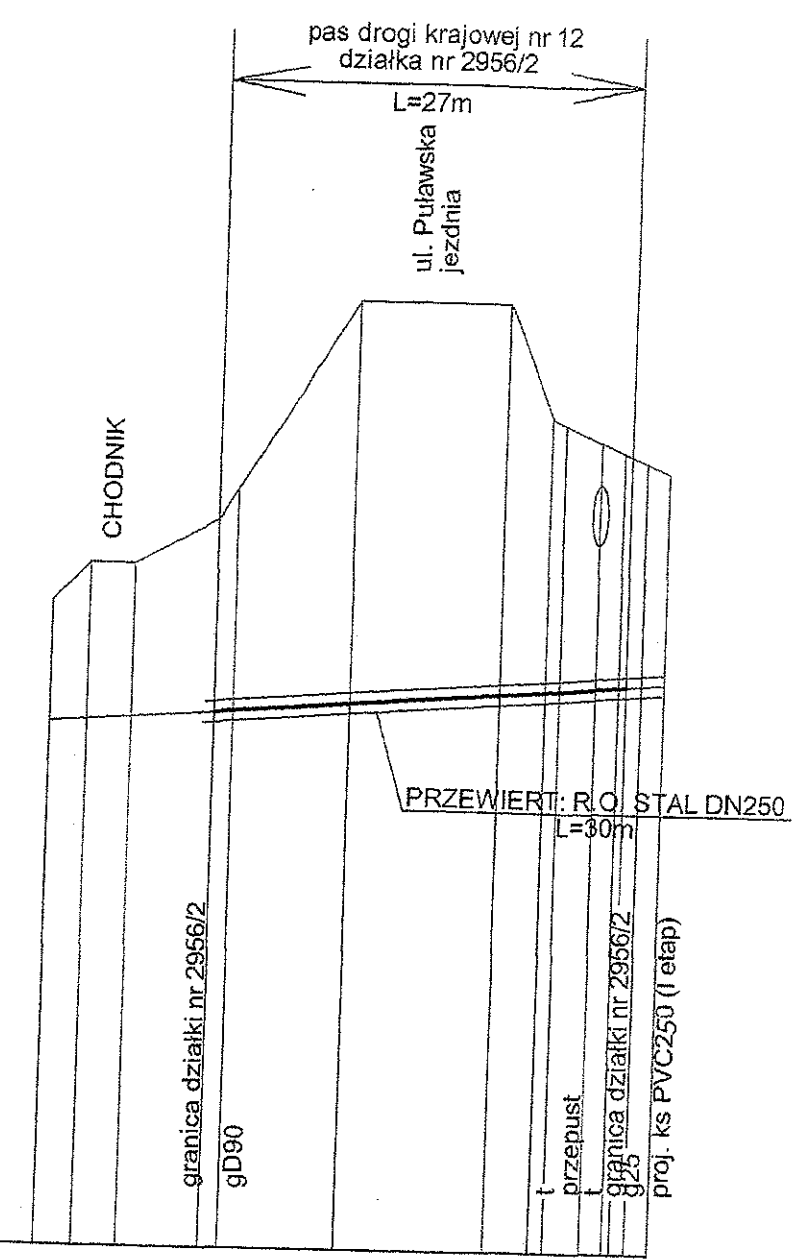 pas drogi krajowej nr 12
działka nr 2956/2
L=27m
ul. Puławska
jezdnia
CHODNIK
PRZEWIERT: R.O. STAL DN250
L=30m
granica działki nr 2956/2
gD90
t
przepust
t
granica działki nr 2956/2
g25
proj. ks PVC250 (I etap)